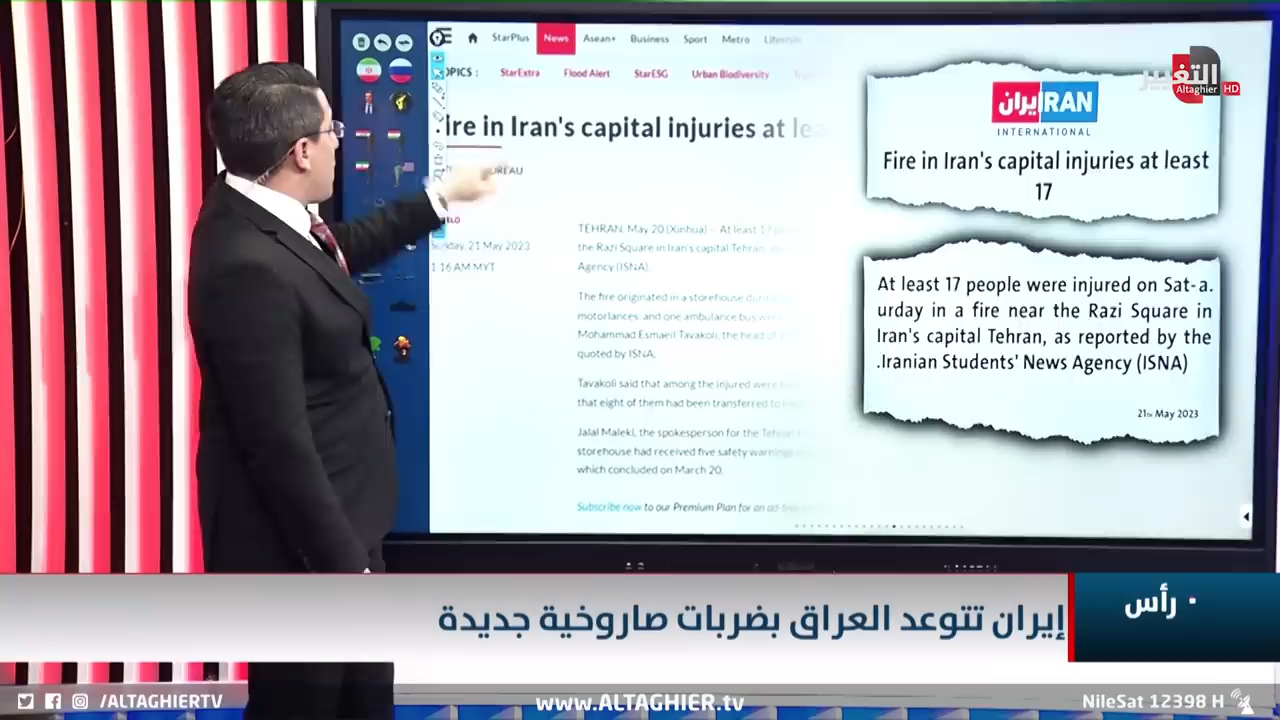 StarPlus News Asean+ Business Sport Metro
StarExtra Flood Alert StarESG Urban Biodiversity
ire in Iran's capital injuries at
UREAU
Sunday, 21 May 2023
1:16 AM MYT
TEHRAN, May 20 (Xinhua) -- At least 17
the Razi Square in Iran's capital Tehran,
Agency (ISNA).
The fire originated in a storehouse
motorlances, and one ambulance bus
Mohammad Esmaeil Tavakoli, the head of
quoted by ISNA.
Tavakoli said that among the injured were
that eight of them had been transferred to
Jalal Maleki, the spokesperson for the Tehran
storehouse had received five safety warnings
which concluded on March 20.
Subscribe now to our Premium Plan for an ad-free
التغيير
Altaghier HD
ایران IRAN
INTERNATIONAL
Fire in Iran's capital injuries at least
17
At least 17 people were injured on Sat-a.
urday in a fire near the Razi Square in
Iran's capital Tehran, as reported by the
.Iranian Students' News Agency (ISNA)
21st May 2023
رأس
إيران تتوعد العراق بضربات صاروخية جديدة
/ALTAGHIERTV
www.ALTAGHIER.tv
NileSat 12398 H